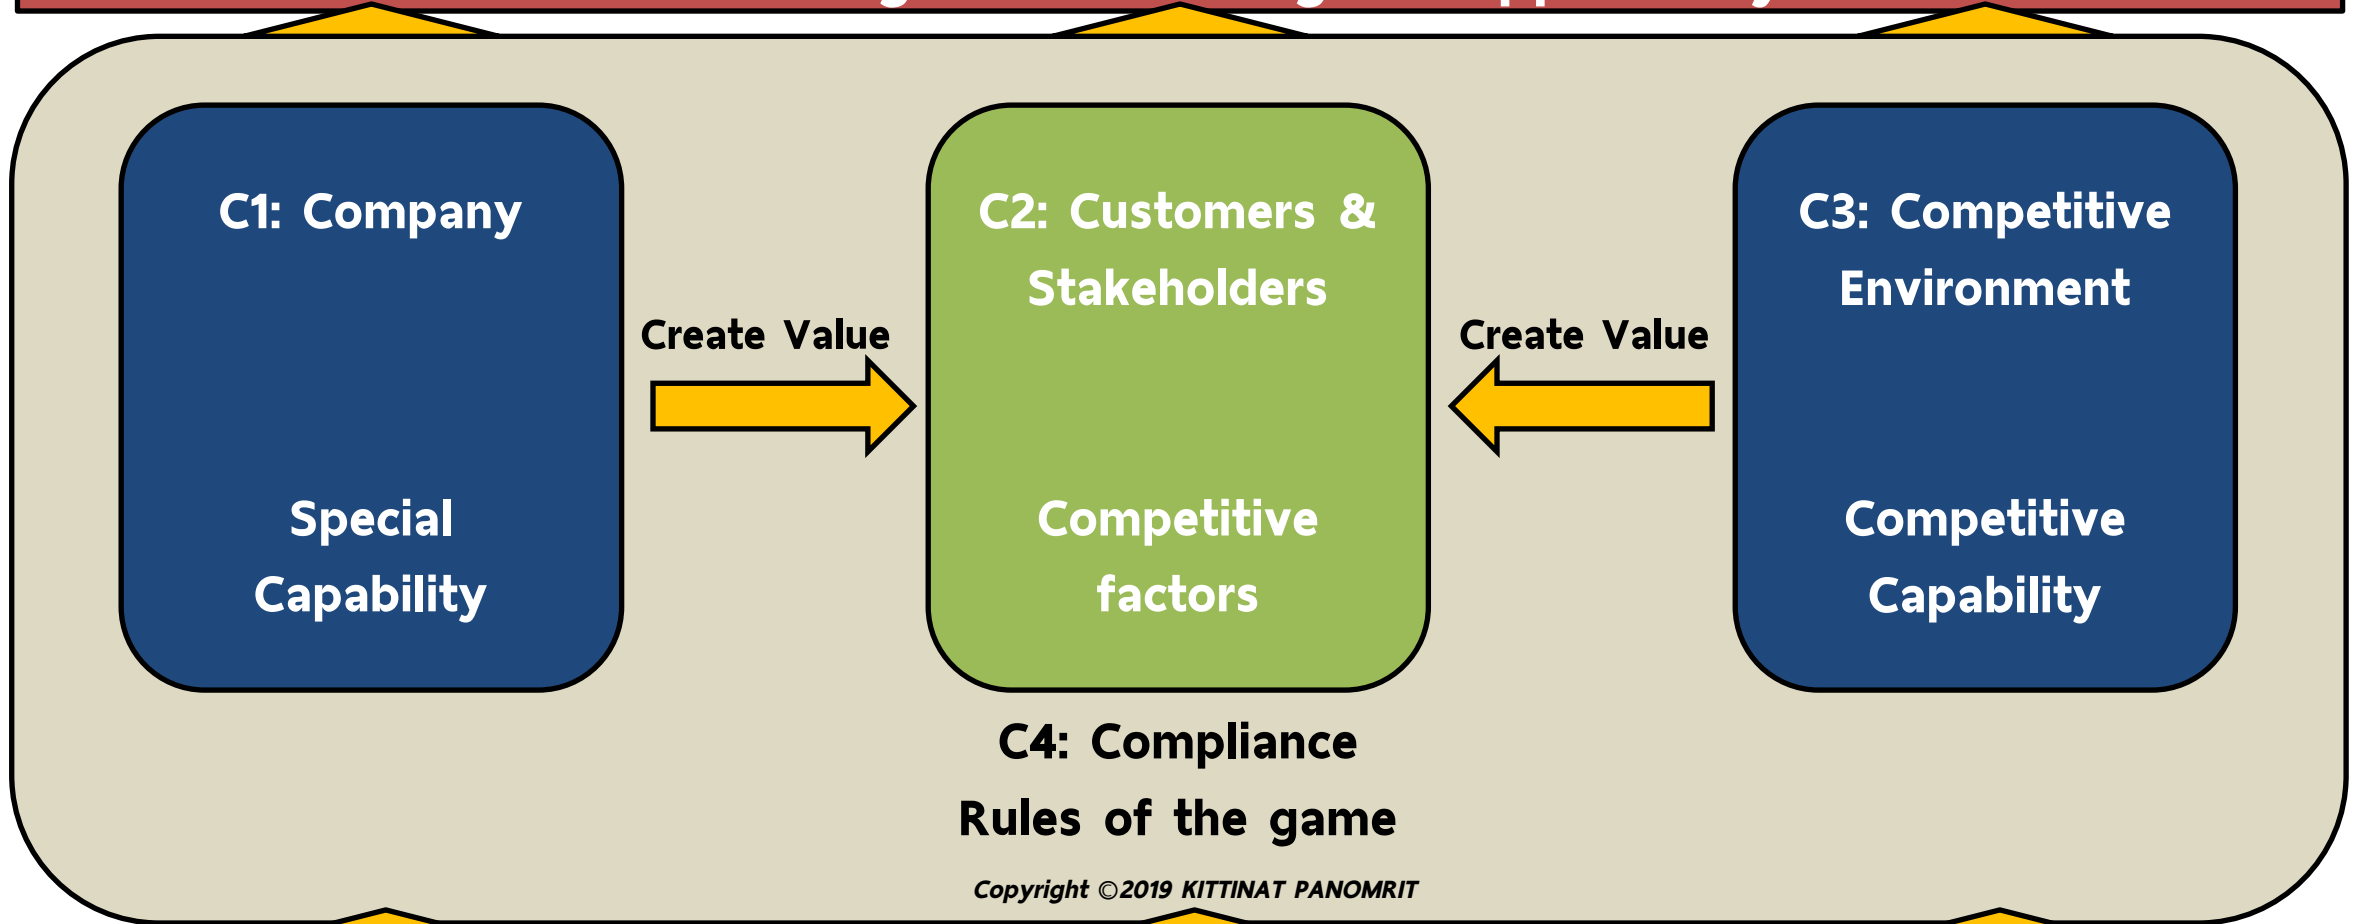 C1: Company
C2: Customers &
Stakeholders
C3: Competitive
Environment
Create Value
Create Value
Special
Capability
Competitive
factors
Competitive
Capability
C4: Compliance
Rules of the game
Copyright ©2019 KITTINAT PANOMRIT